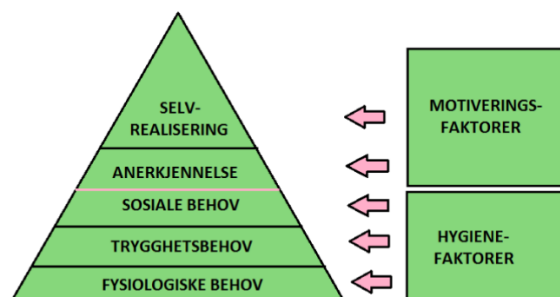 SELV-
REALISERING
ANERKJENNELSE
SOSIALE BEHOV
TRYGGHETSBEHOV
FYSIOLOGISKE BEHOV
MOTIVERINGS-
FAKTORER
HYGIENE-
FAKTORER